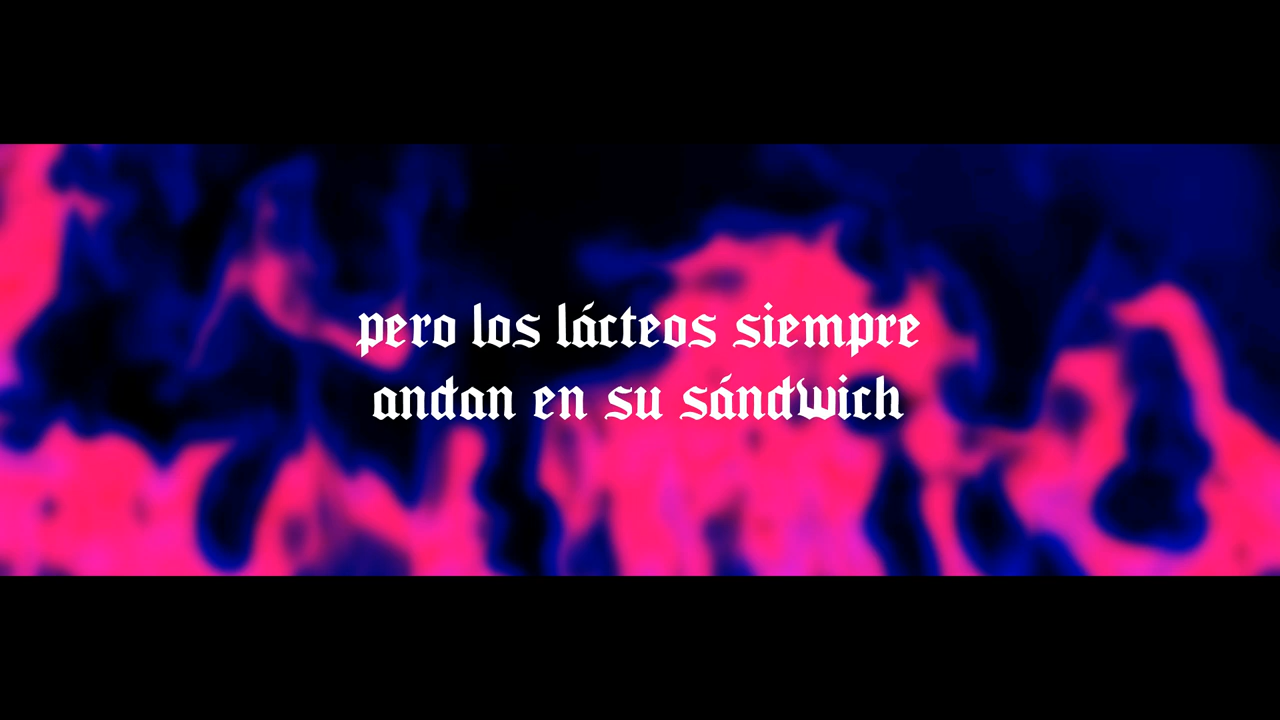 pero los lácteos siempre
andan en su sándwich